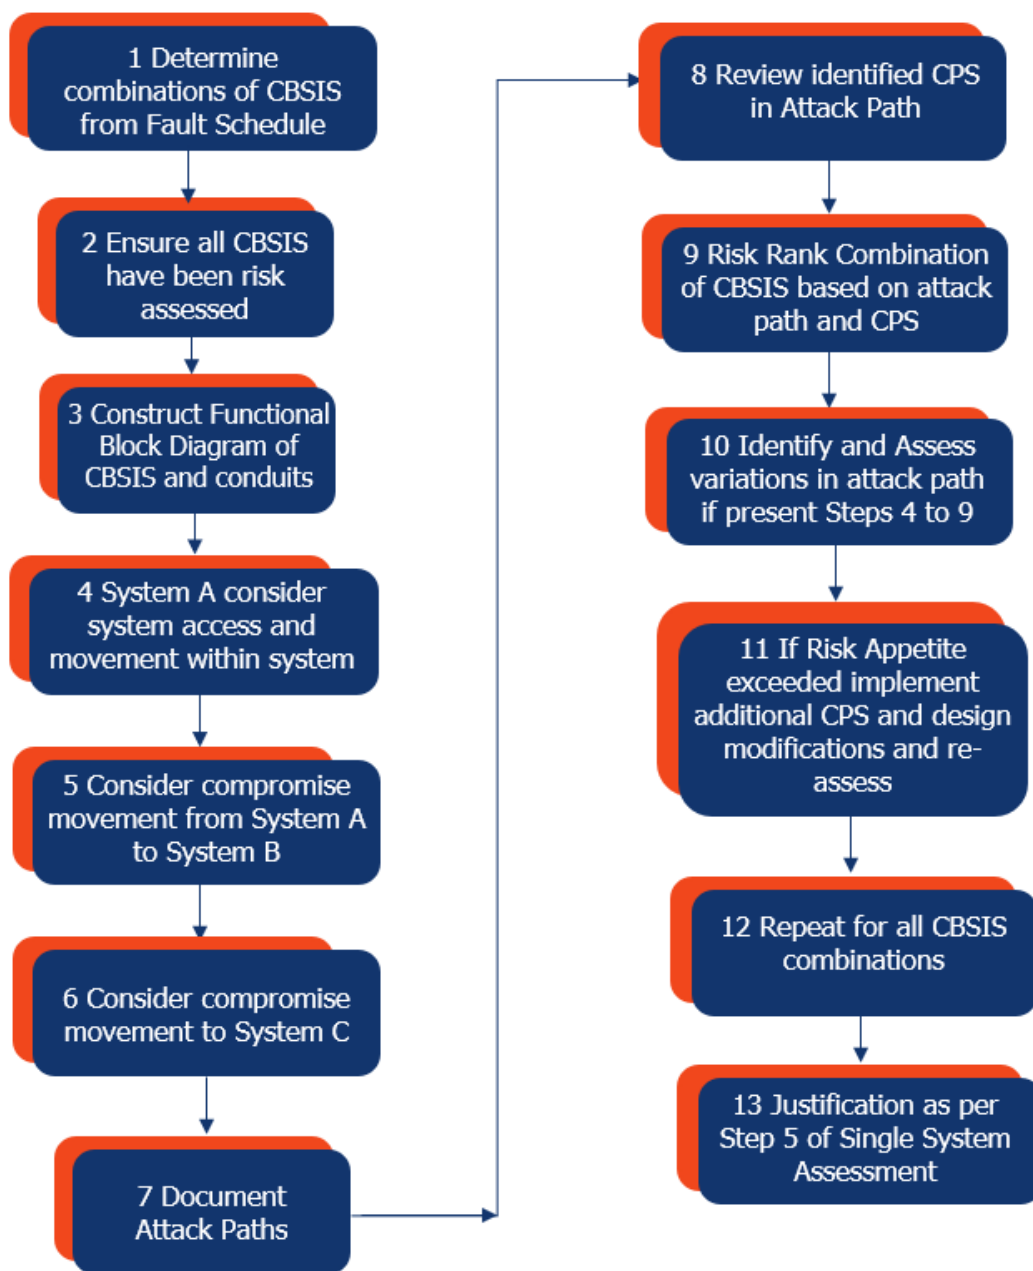 1 Determine
combinations of CBSIS
from Fault Schedule
2 Ensure all CBSIS
have been risk
assessed
3 Construct Functional
Block Diagram of
CBSIS and conduits
4 System A consider
system access and
movement within system
5 Consider compromise
movement from System A
to System B
6 Consider compromise
movement to System C
7 Document
Attack Paths
8 Review identified CPS
in Attack Path
9 Risk Rank Combination
of CBSIS based on attack
path and CPS
10 Identify and Assess
variations in attack path
if present Steps 4 to 9
11 If Risk Appetite
exceeded implement
additional CPS and design
modifications and re-
assess
12 Repeat for all CBSIS
combinations
13 Justification as per
Step 5 of Single System
Assessment